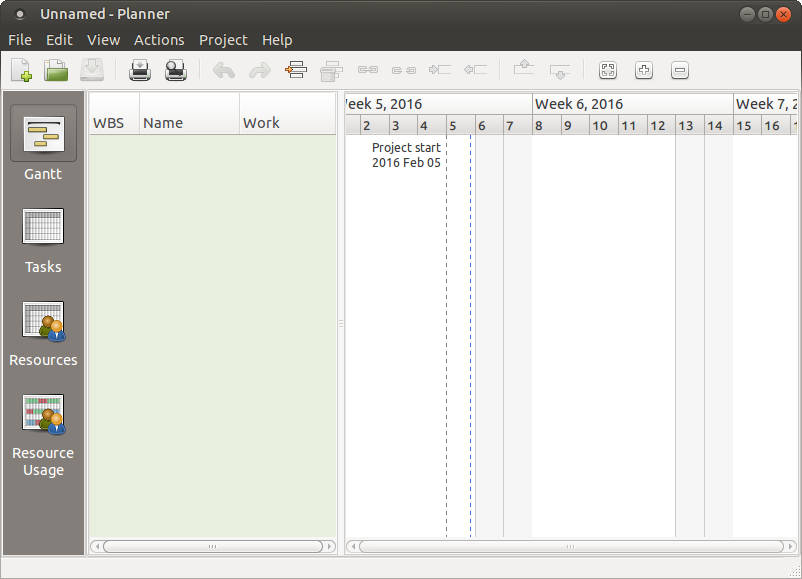 Unnamed - Planner
File Edit View Actions Project Help
eek 5, 2016 Week 6, 2016 Week 7, 2
WBS Name Work
2 3 4 5 6 7 8 9 10 11 12 13 14 15 16
Project start
2016 Feb 05
Gantt
Tasks
Resources
Resource
Usage